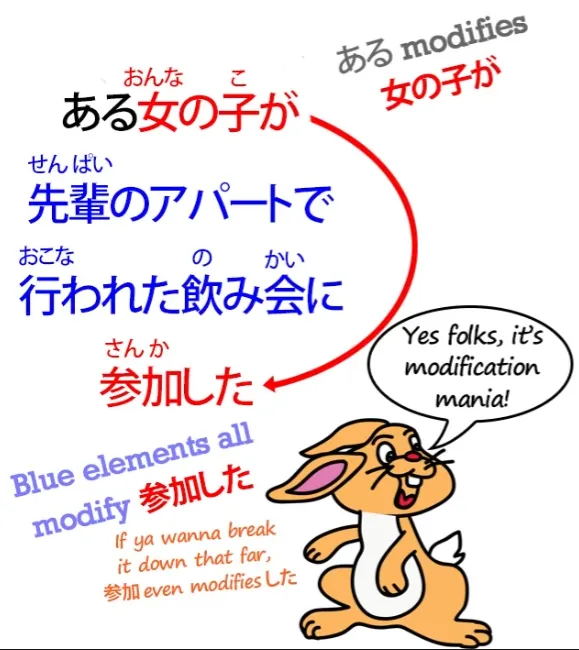 ある modifies
女の子が
おんな こ
ある女の子が
せんぱい
先輩のアパートで
おこな の かい
行われた飲み会に
さんか
参加した
Yes folks, it's
modification
mania!
Blue elements all
modify 参加した
If ya wanna break
it down that far,
参加 even modifies した